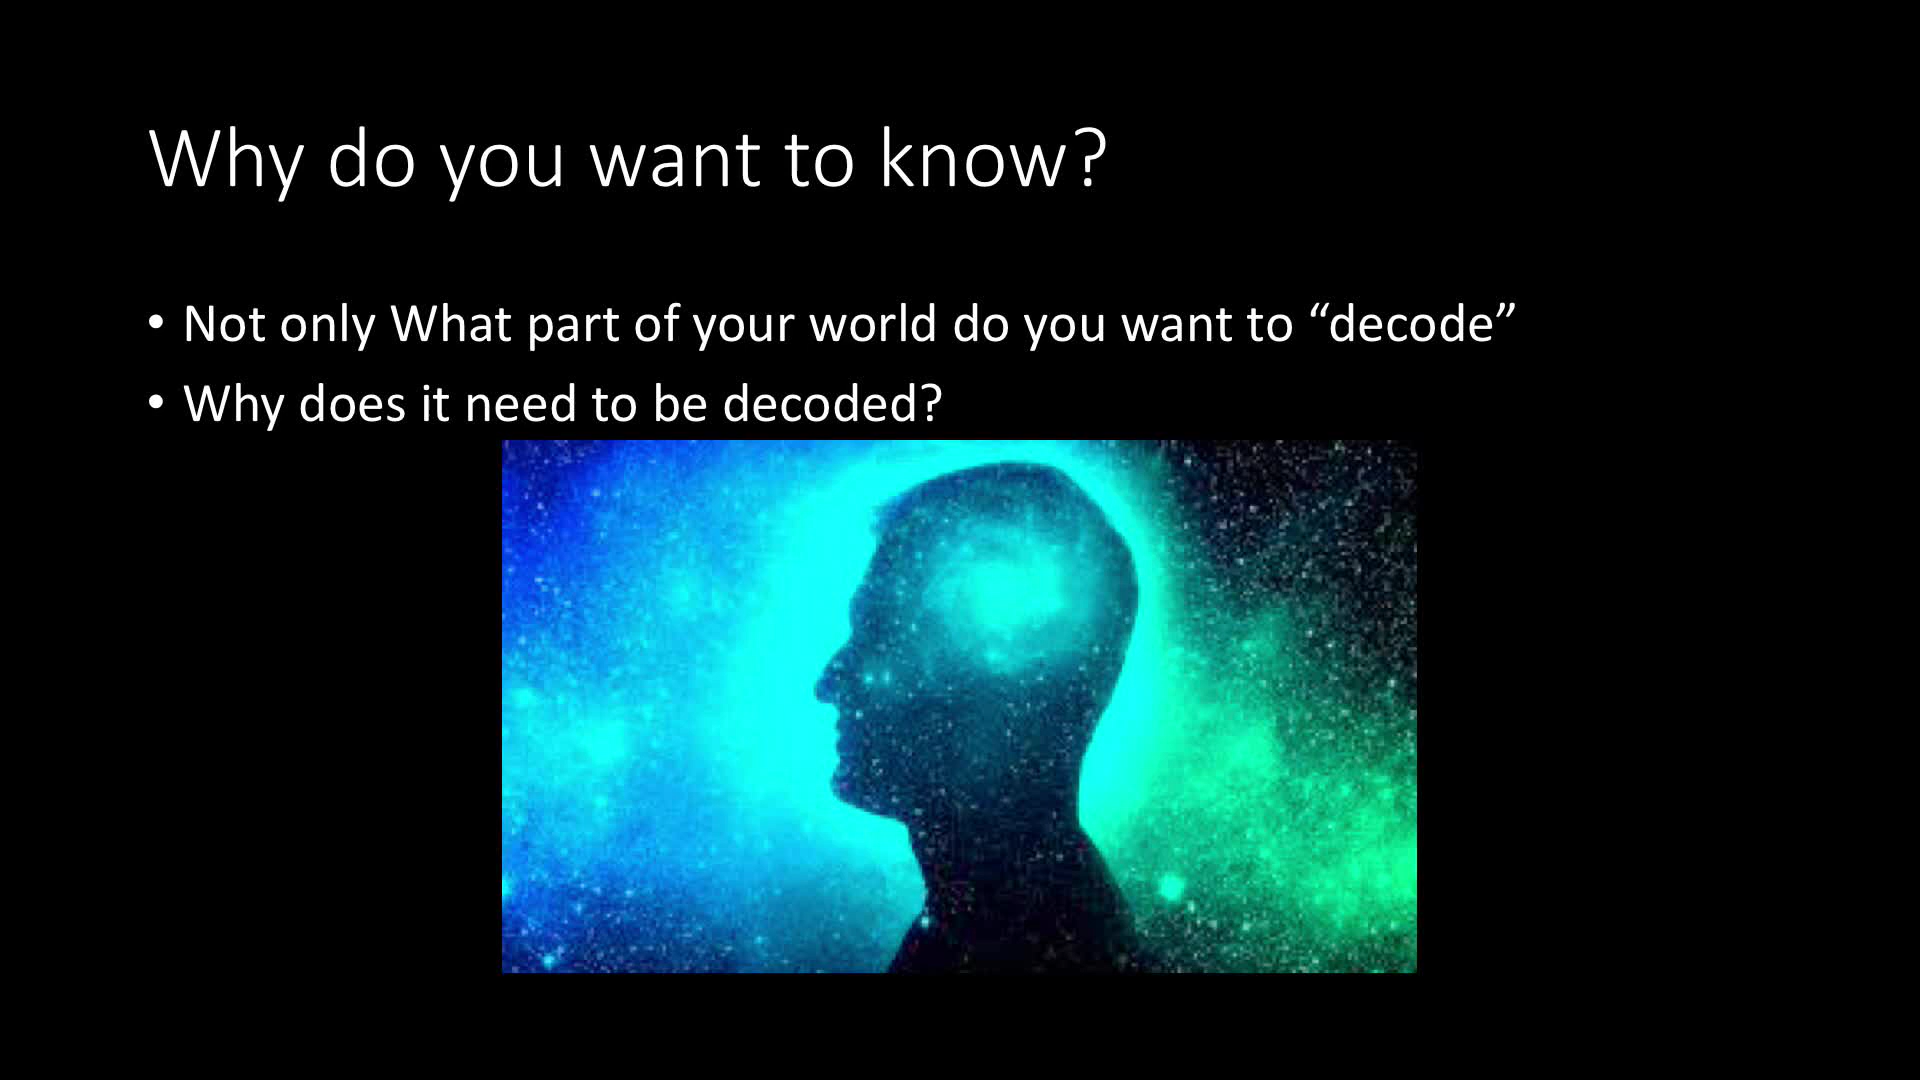 Why do you want to know?
• Not only What part of your world do you want to “decode”
• Why does it need to be decoded?